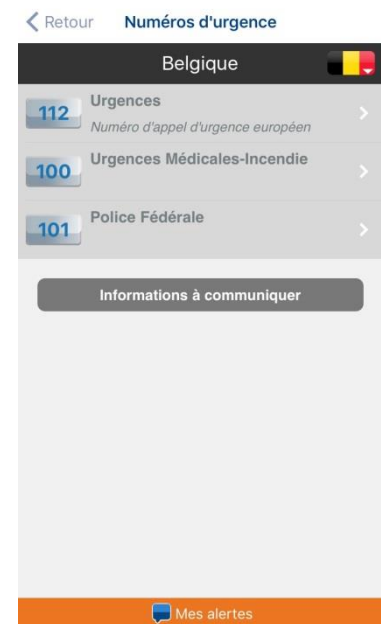 Retour Numéros d'urgence
Belgique
112 Urgences
Numéro d'appel d'urgence européen
100 Urgences Médicales-Incendie
101 Police Fédérale
Informations à communiquer
Mes alertes